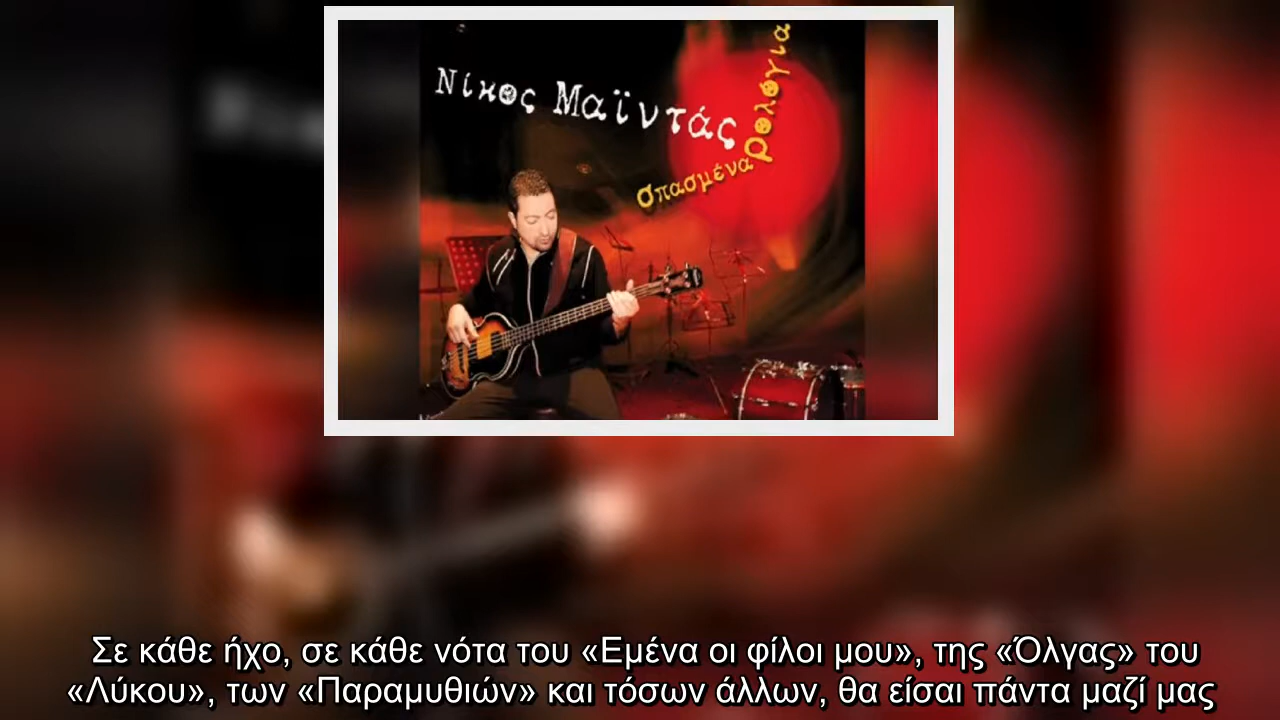 Νίκος Μαϊντάς
σπασμένα
Ρολόγια
Σε κάθε ήχο, σε κάθε νότα του «Εμένα οι φίλοι μου», της «Όλγας» του
«Λύκου», των «Παραμυθιών» και τόσων άλλων, θα είσαι πάντα μαζί μας